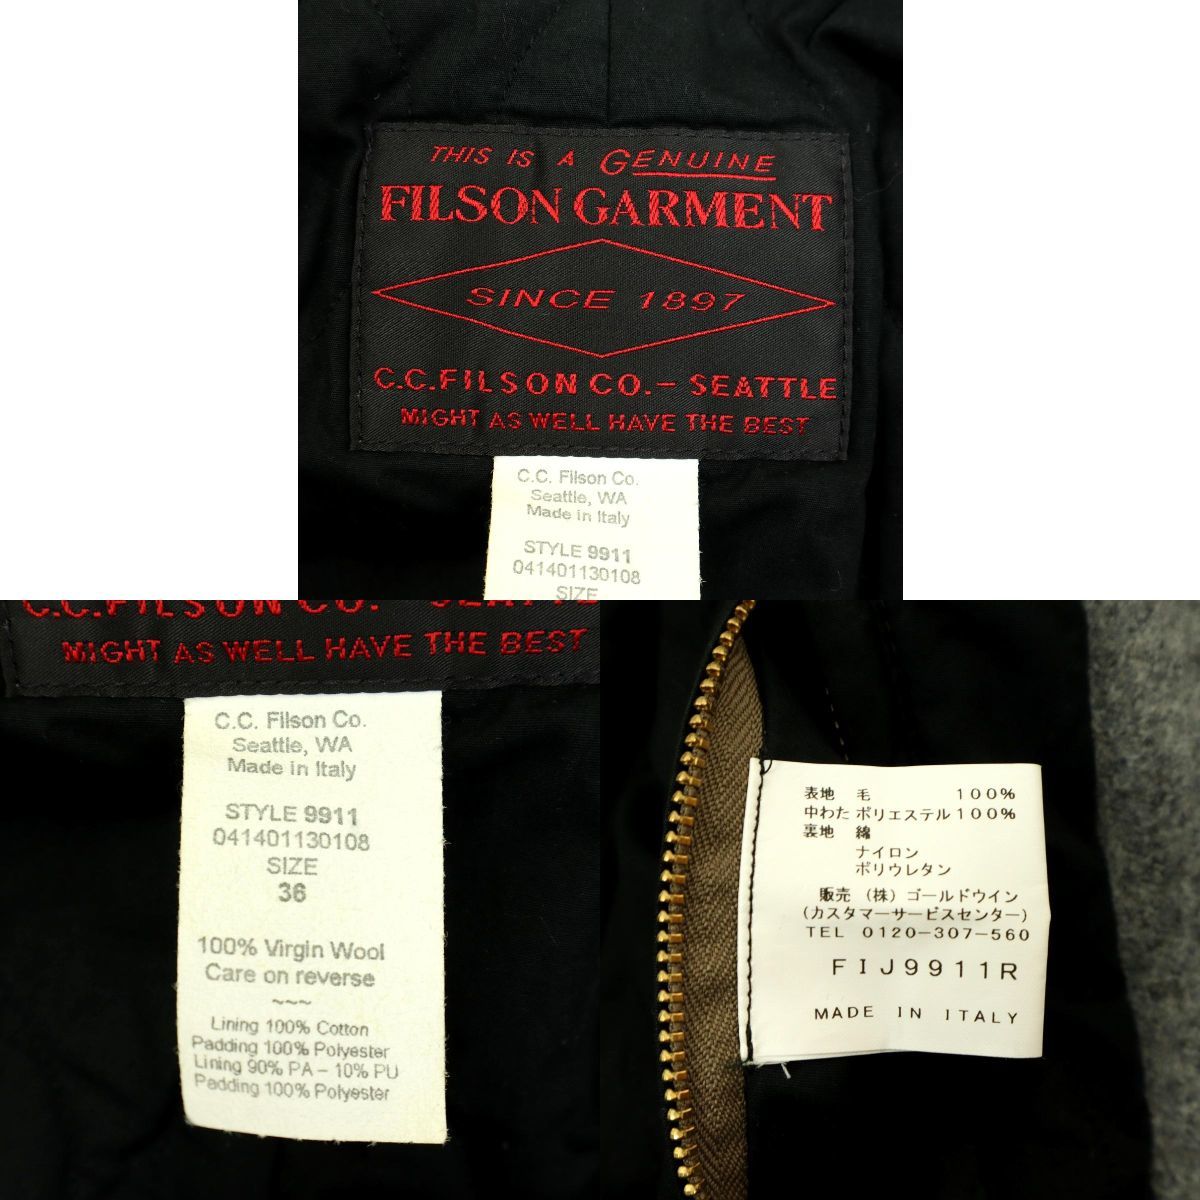 THIS IS A GENUINE
FILSON GARMENT
SINCE 1897
C.C.FILSON CO.- SEATTLE
MIGHT AS WELL HAVE THE BEST
C.C. Filson Co.
Seattle, WA
Made in Italy
STYLE 9911
041401130108
SIZE
C.C.FILSON CO. - SEATTLE
MIGHT AS WELL HAVE THE BEST
C.C. Filson Co.
Seattle, WA
Made in Italy
STYLE 9911
041401130108
SIZE
36
100% Virgin Wool
Care on reverse
~~~
Lining 100% Cotton
Padding 100% Polyester
Lining 90% PA – 10% PU
Padding 100% Polyester
表地 毛 100%
中わた ポリエステル100%
裏地 綿
ナイロン
ポリウレタン
販売 (株) ゴールドウイン
(カスタマーサービスセンター)
TEL 0120-307-560
FIJ9911R
MADE IN ITALY